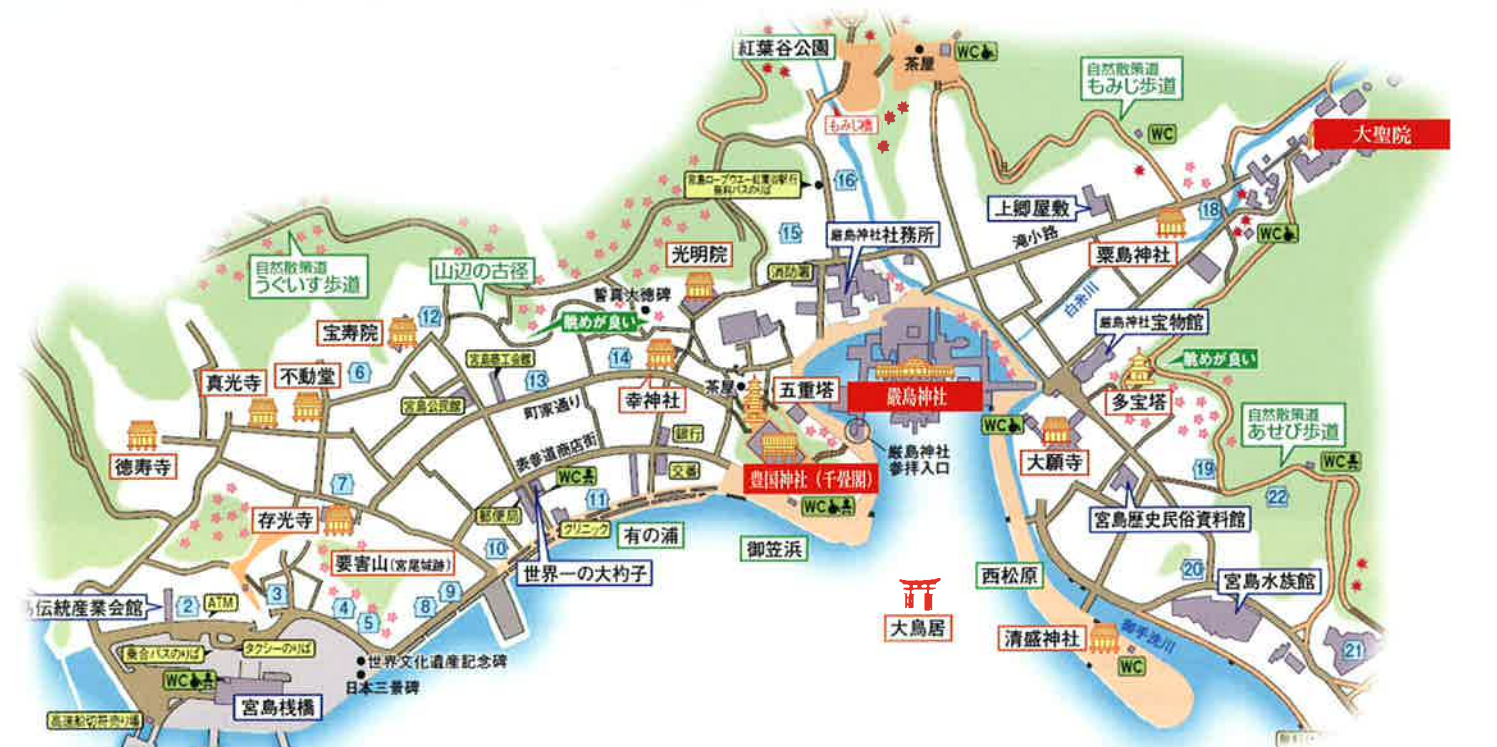 紅葉谷公園
茶屋
WC
自然散策道
もみじ歩道
もみじ橋
WC
大聖院
宮島ロープウエー紅葉谷駅行
無料バスのりば
16
上卿屋敷
18
滝小路
粟島神社
WC
15
厳島神社社務所
光明院
消防署
自然散策道
うぐいす歩道
山辺の古径
誓真大徳碑
白糸川
眺めが良い
12
宝寿院
厳島神社宝物館
眺めが良い
宮島商工会館
14
真光寺
不動堂
6
13
幸神社
茶屋
五重塔
嚴島神社
多宝塔
宮島公民館
町家通り
自然散策道
あせび歩道
徳寿寺
表参道商店街
銀行
WC
大願寺
厳島神社
参拝入口
WC
交番
豊国神社（千畳閣）
19
WC
7
11
22
存光寺
郵便局
クリニック
有の浦
WC
宮島歴史民俗資料館
10
御笠浜
要害山(宮尾城跡)
世界一の大杓子
西松原
20
宮島水族館
島伝統産業会館
2
ATM
3
4
5
8
9
大鳥居
清盛神社
御手洗川
21
乗合バスのりば
タクシーのりば
世界文化遺産記念碑
WC
日本三景碑
WC
宮島桟橋
高速船切符売り場